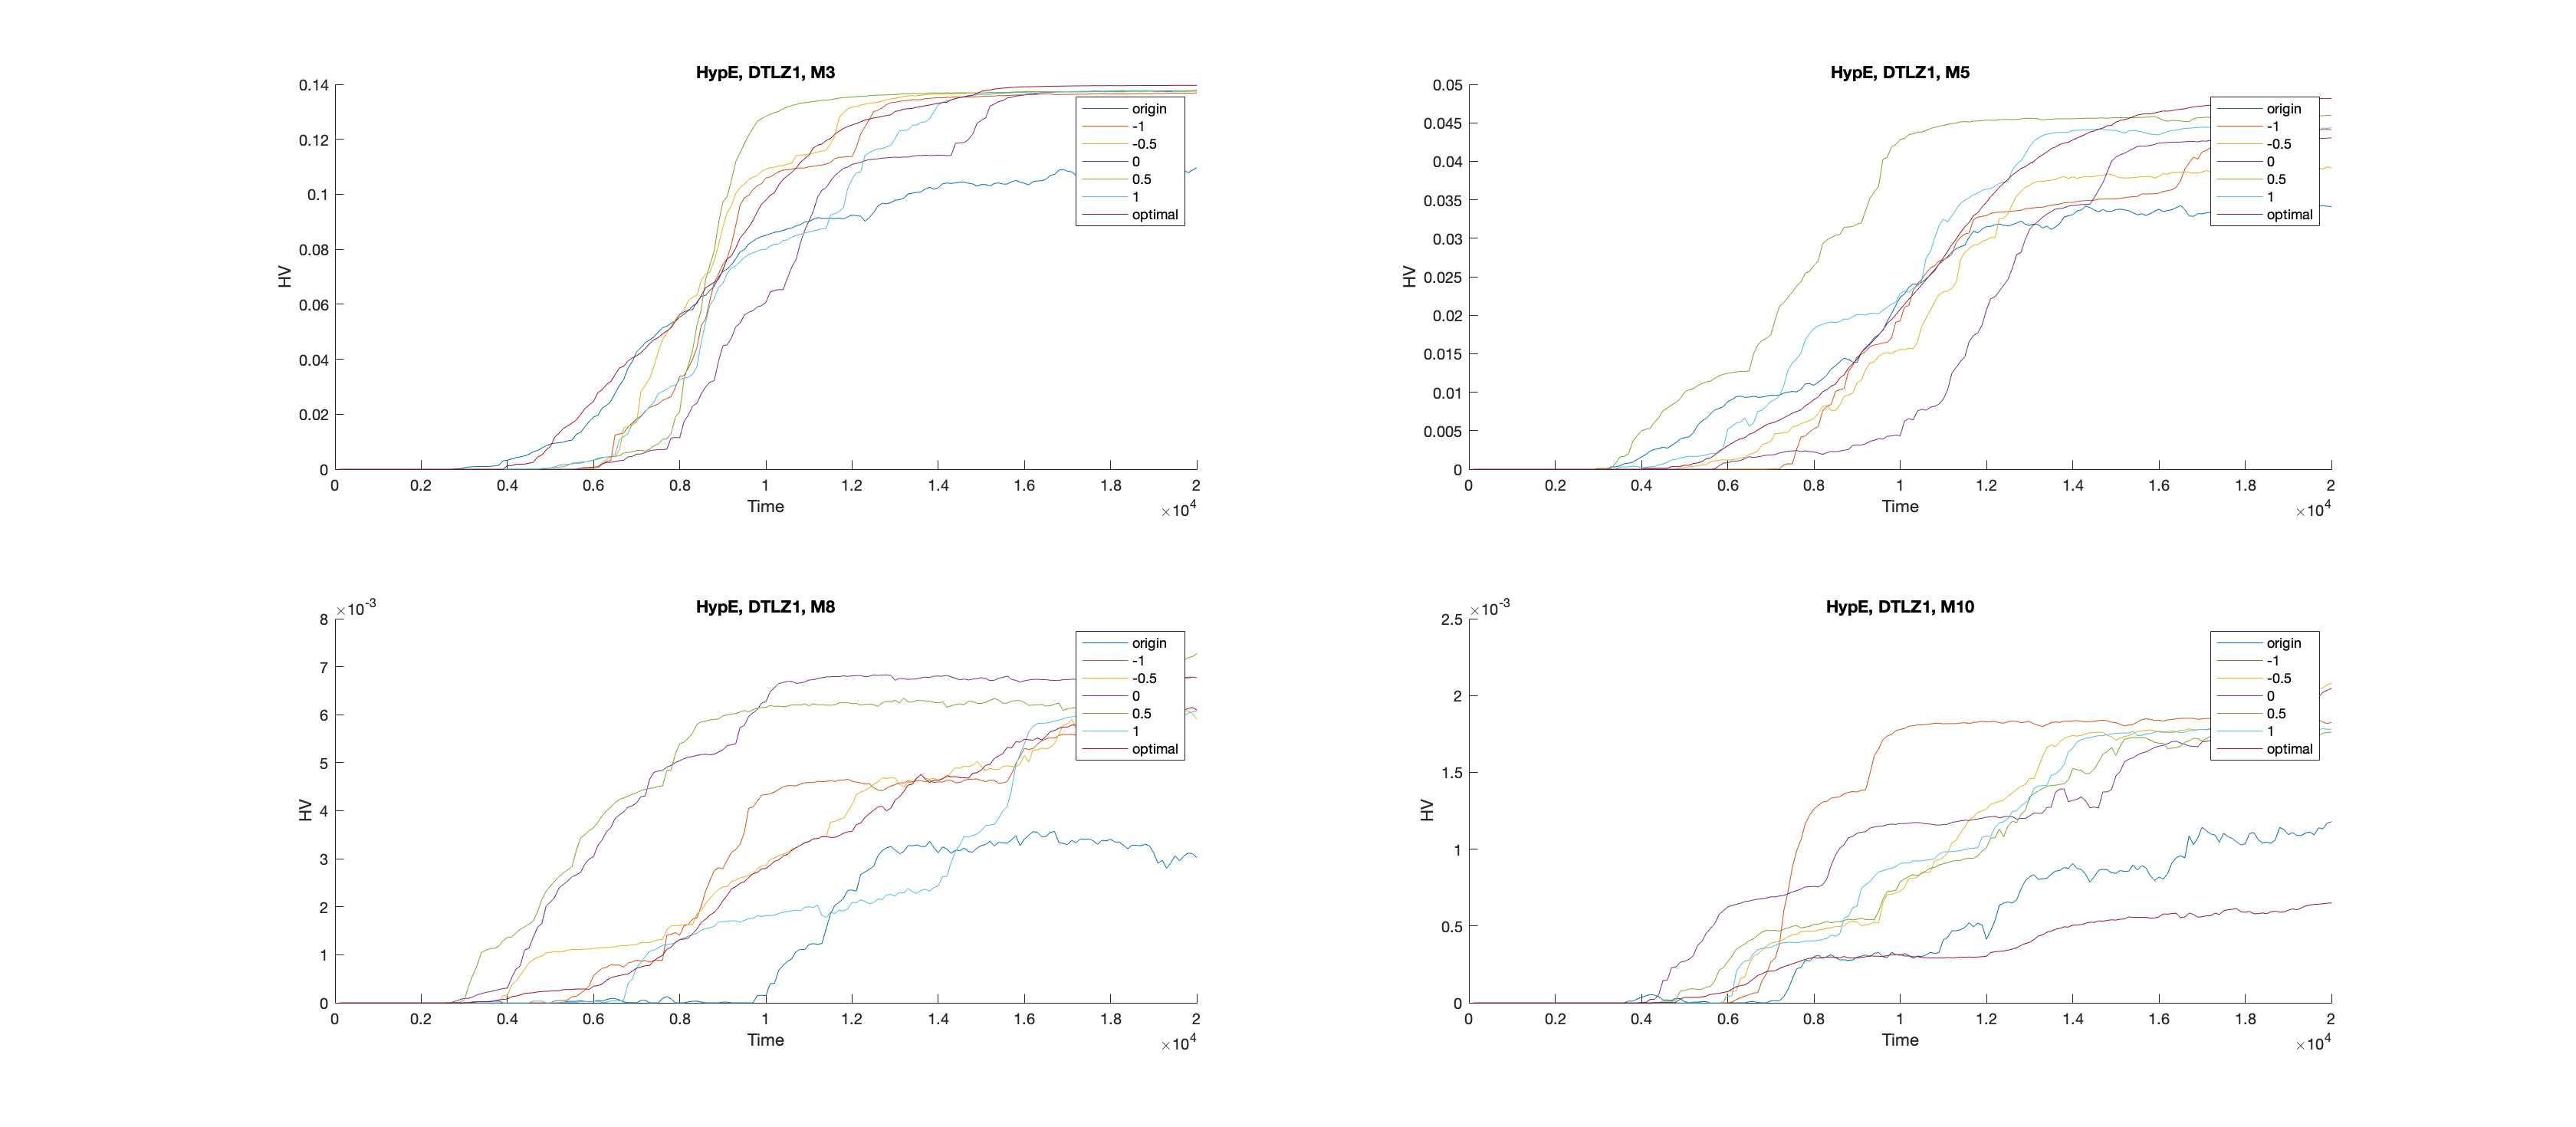 HypE, DTLZ1, M3
0.14
0.12
0.1
0.08
0.06
0.04
0.02
0
HV
origin
-1
-0.5
0
0.5
1
optimal
0 0.2 0.4 0.6 0.8 1 1.2 1.4 1.6 1.8 2
Time
×10^4
HypE, DTLZ1, M5
0.05
0.045
0.04
0.035
0.03
0.025
0.02
0.015
0.01
0.005
0
HV
origin
-1
-0.5
0
0.5
1
optimal
0 0.2 0.4 0.6 0.8 1 1.2 1.4 1.6 1.8 2
Time
×10^4
HypE, DTLZ1, M8
×10^-3
8
7
6
5
4
3
2
1
0
HV
origin
-1
-0.5
0
0.5
1
optimal
0 0.2 0.4 0.6 0.8 1 1.2 1.4 1.6 1.8 2
Time
×10^4
HypE, DTLZ1, M10
×10^-3
2.5
2
1.5
1
0.5
0
HV
origin
-1
-0.5
0
0.5
1
optimal
0 0.2 0.4 0.6 0.8 1 1.2 1.4 1.6 1.8 2
Time
×10^4